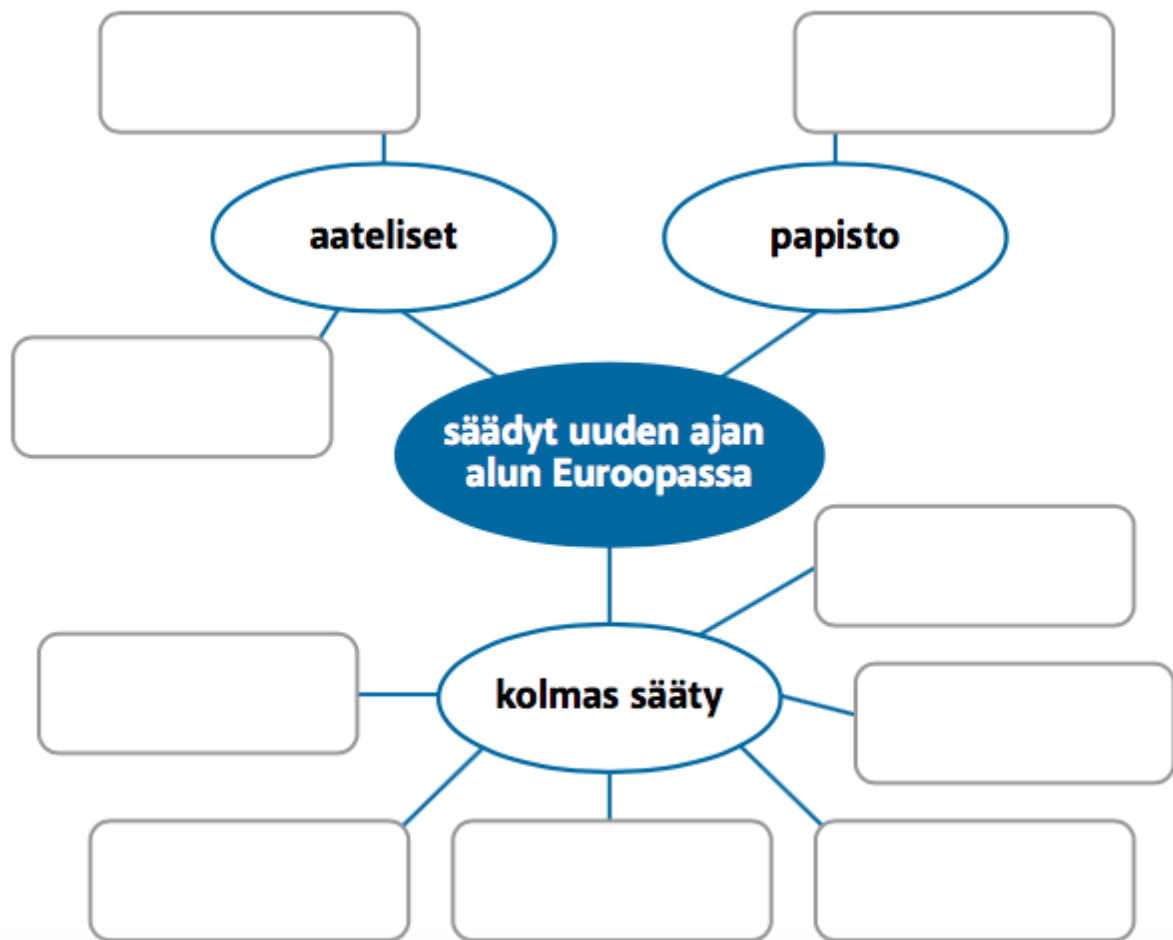 aateliset
papisto
säädyt uuden ajan
alun Euroopassa
kolmas sääty